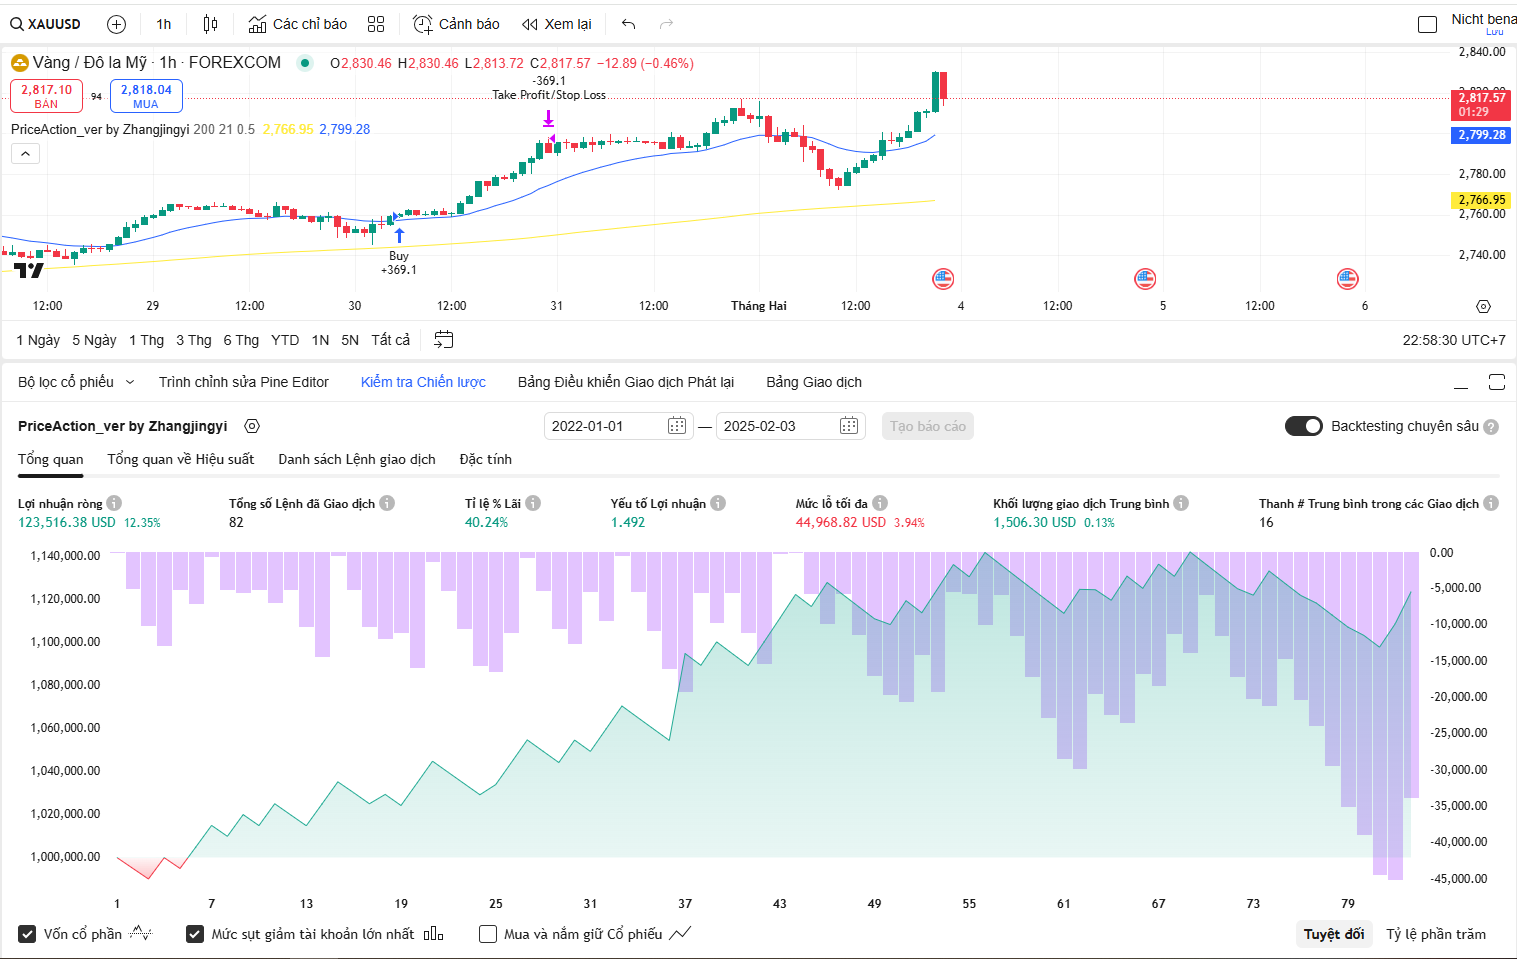 XAUUSD 1h Các chỉ báo Cảnh báo Xem lại Nicht bena
Lưu
Vàng / Đô la Mỹ · 1h · FOREXCOM O2,830.46 H2,830.46 L2,813.72 C2,817.57 −12.89 (−0.46%)
2,817.10 BÁN 94 2,818.04 MUA
PriceAction_ver by Zhangjingyi 200 21 0.5 2,766.95 2,799.28
-369.1
Take Profit/Stop Loss
Buy
+369.1
2,840.00
2,817.57
01:29
2,799.28
2,780.00
2,766.95
2,760.00
2,740.00
12:00 29 12:00 30 12:00 31 12:00 Tháng Hai 12:00 4 12:00 5 12:00 6
1 Ngày 5 Ngày 1 Thg 3 Thg 6 Thg YTD 1N 5N Tất cả 22:58:30 UTC+7
Bộ lọc cổ phiếu Trình chỉnh sửa Pine Editor Kiểm tra Chiến lược Bảng Điều khiển Giao dịch Phát lại Bảng Giao dịch
PriceAction_ver by Zhangjingyi 2022-01-01 — 2025-02-03 Tạo báo cáo Backtesting chuyên sâu
Tổng quan Tổng quan về Hiệu suất Danh sách Lệnh giao dịch Đặc tính
Lợi nhuận ròng Tổng số Lệnh đã Giao dịch Tỉ lệ % Lãi Yếu tố Lợi nhuận Mức lỗ tối đa Khối lượng giao dịch Trung bình Thanh # Trung bình trong các Giao dịch
123,516.38 USD 12.35% 82 40.24% 1.492 44,968.82 USD 3.94% 1,506.30 USD 0.13% 16
1,140,000.00 0.00
1,120,000.00 -5,000.00
1,100,000.00 -10,000.00
1,080,000.00 -15,000.00
1,060,000.00 -20,000.00
1,040,000.00 -25,000.00
1,020,000.00 -30,000.00
1,000,000.00 -35,000.00
-40,000.00
-45,000.00
1 7 13 19 25 31 37 43 49 55 61 67 73 79
Vốn cổ phần Mức sụt giảm tài khoản lớn nhất Mua và nắm giữ Cổ phiếu Tuyệt đối Tỷ lệ phần trăm